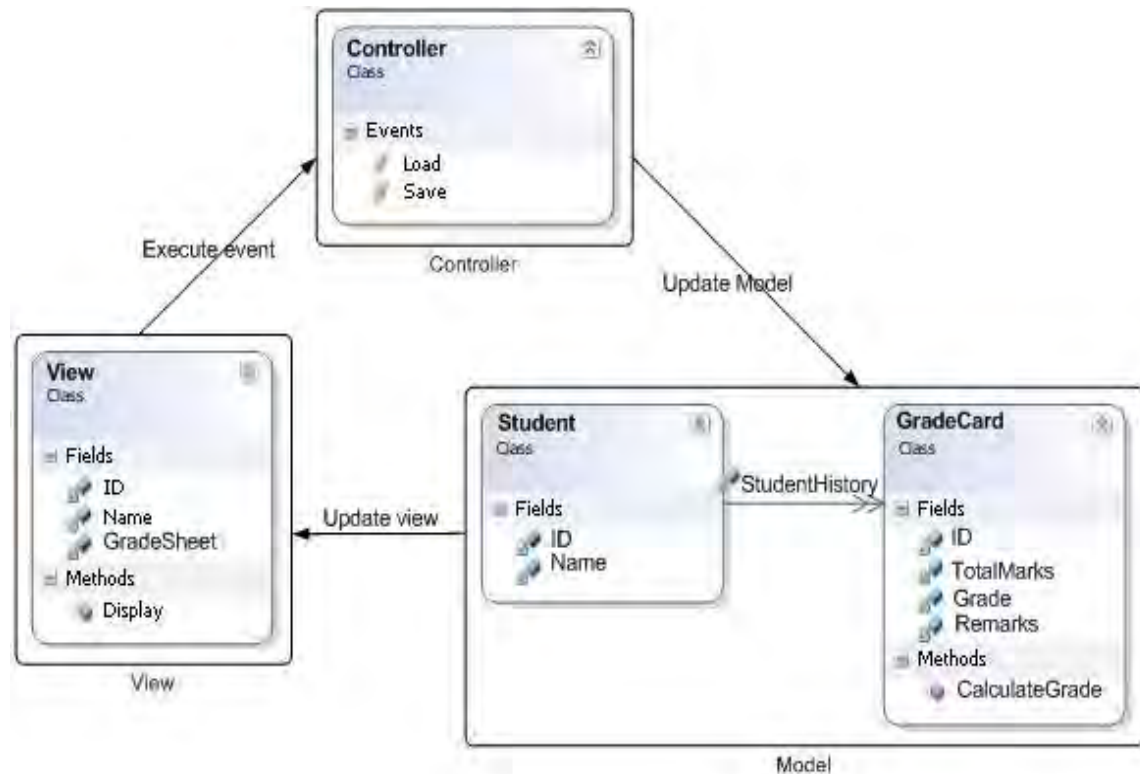 Controller
Class
Events
Load
Save
Controller
Execute event
Update Model
View
Class
Fields
ID
Name
GradeSheet
Methods
Display
View
Update view
Student
Class
Fields
ID
Name
StudentHistory
GradeCard
Class
Fields
ID
TotalMarks
Grade
Remarks
Methods
CalculateGrade
Model